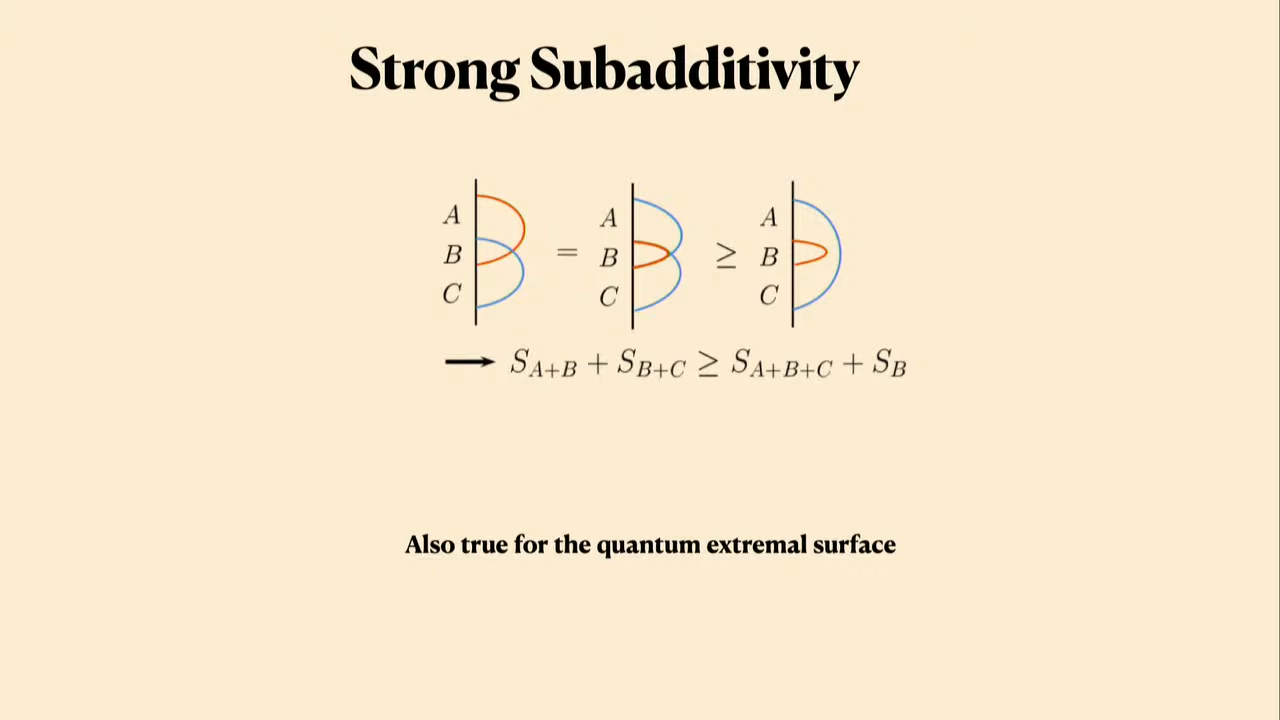 Strong Subadditivity
A A A
B = B ≥ B
C C C
⟶ S_{A+B} + S_{B+C} ≥ S_{A+B+C} + S_B
Also true for the quantum extremal surface